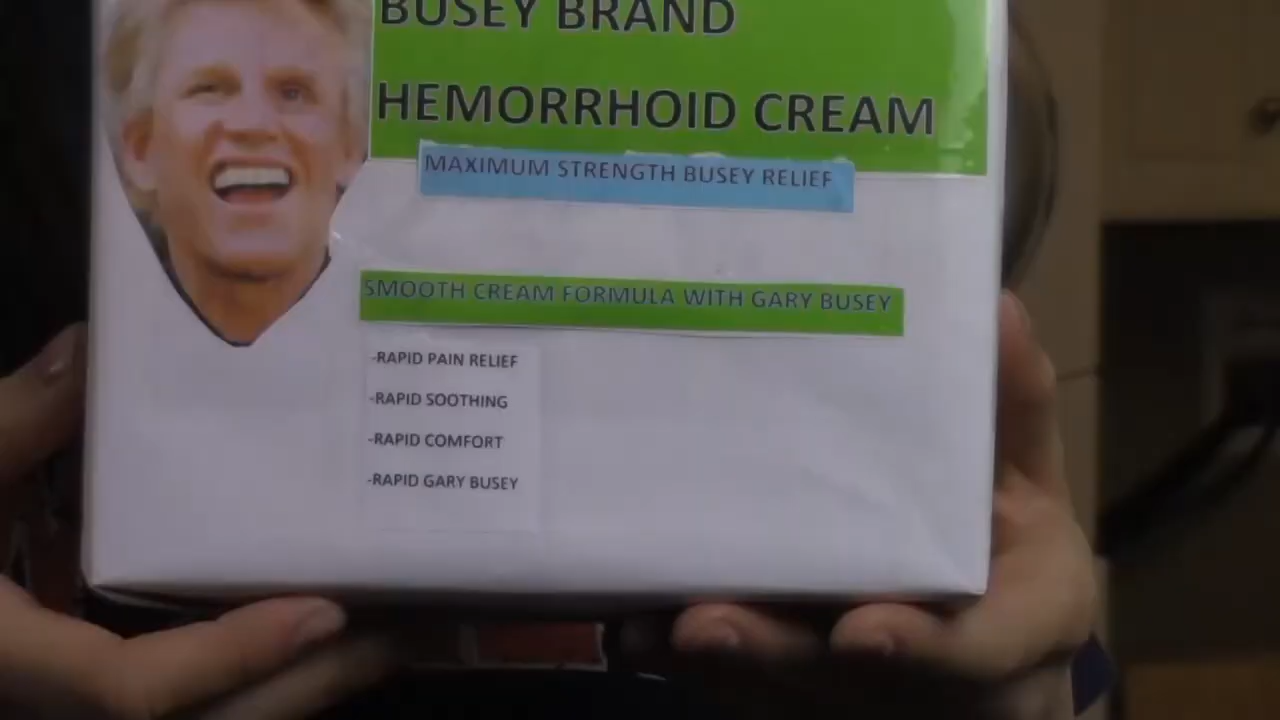 BUSEY BRAND
HEMORRHOID CREAM
MAXIMUM STRENGTH BUSEY RELIEF
SMOOTH CREAM FORMULA WITH GARY BUSEY
-RAPID PAIN RELIEF
-RAPID SOOTHING
-RAPID COMFORT
-RAPID GARY BUSEY